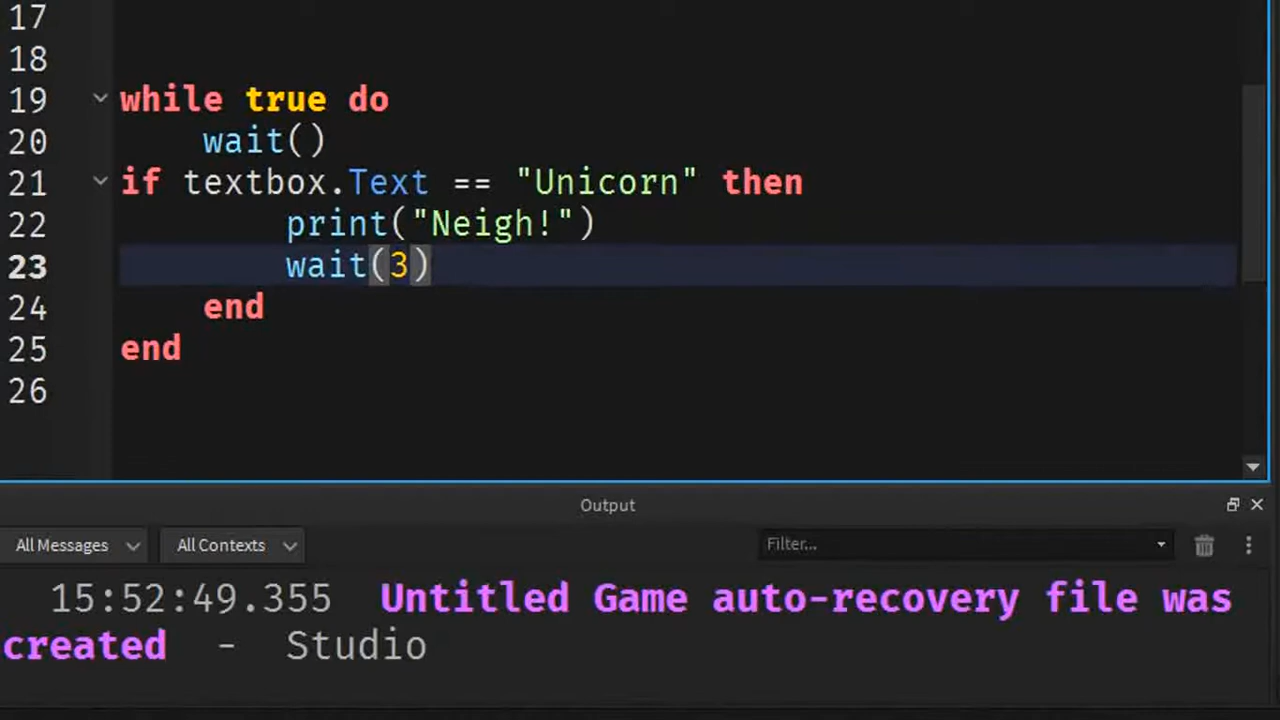 17
18
19 while true do
20 wait()
21 if textbox.Text == "Unicorn" then
22 print("Neigh!")
23 wait(3)
24 end
25 end
26
Output
All Messages All Contexts Filter...
15:52:49.355 Untitled Game auto-recovery file was
created - Studio